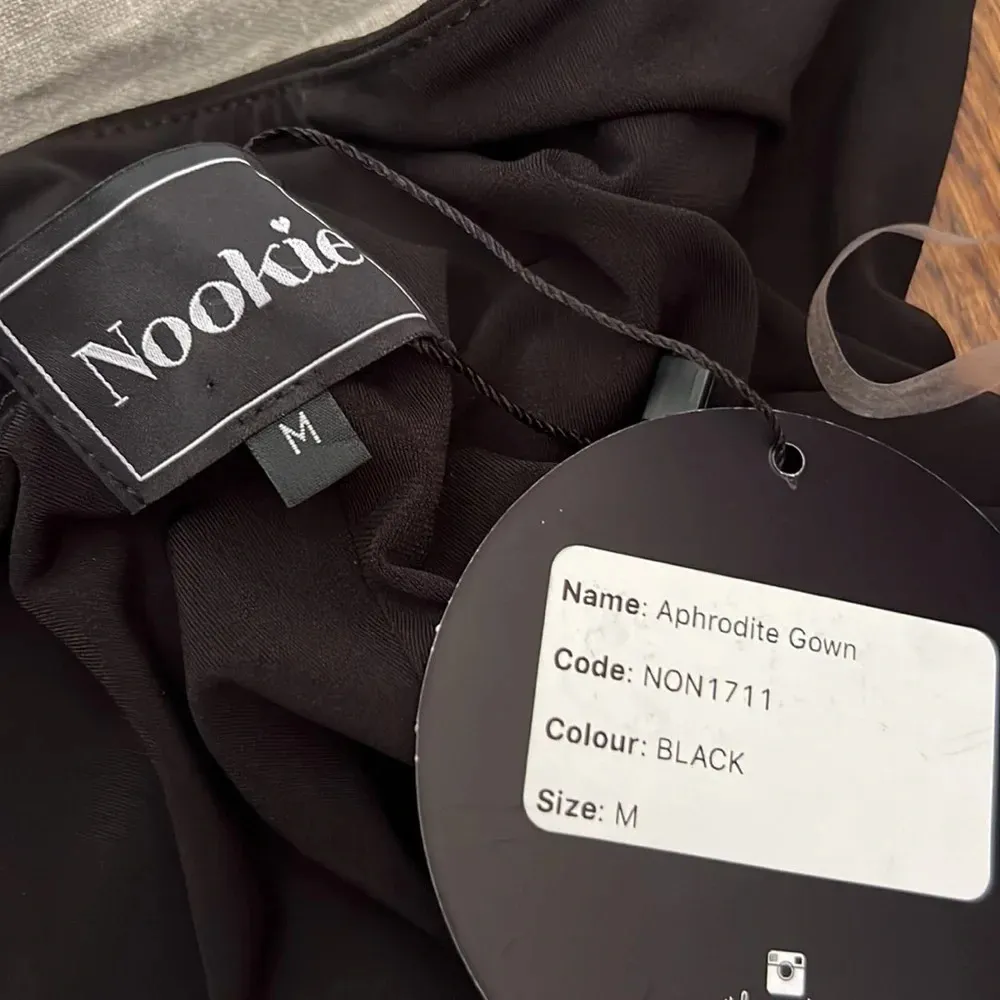 Nookie
M
Name: Aphrodite Gown
Code: NON1711
Colour: BLACK
Size: M